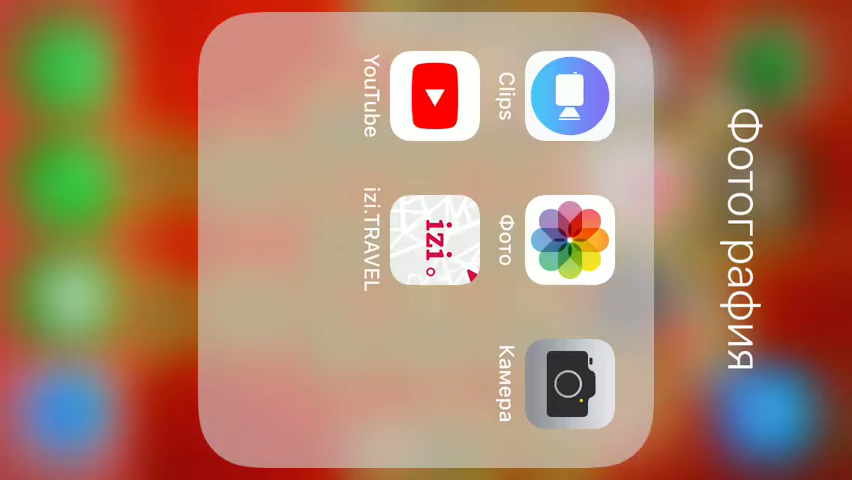 Фотография
Clips
Фото
Камера
YouTube
izi.TRAVEL
izi